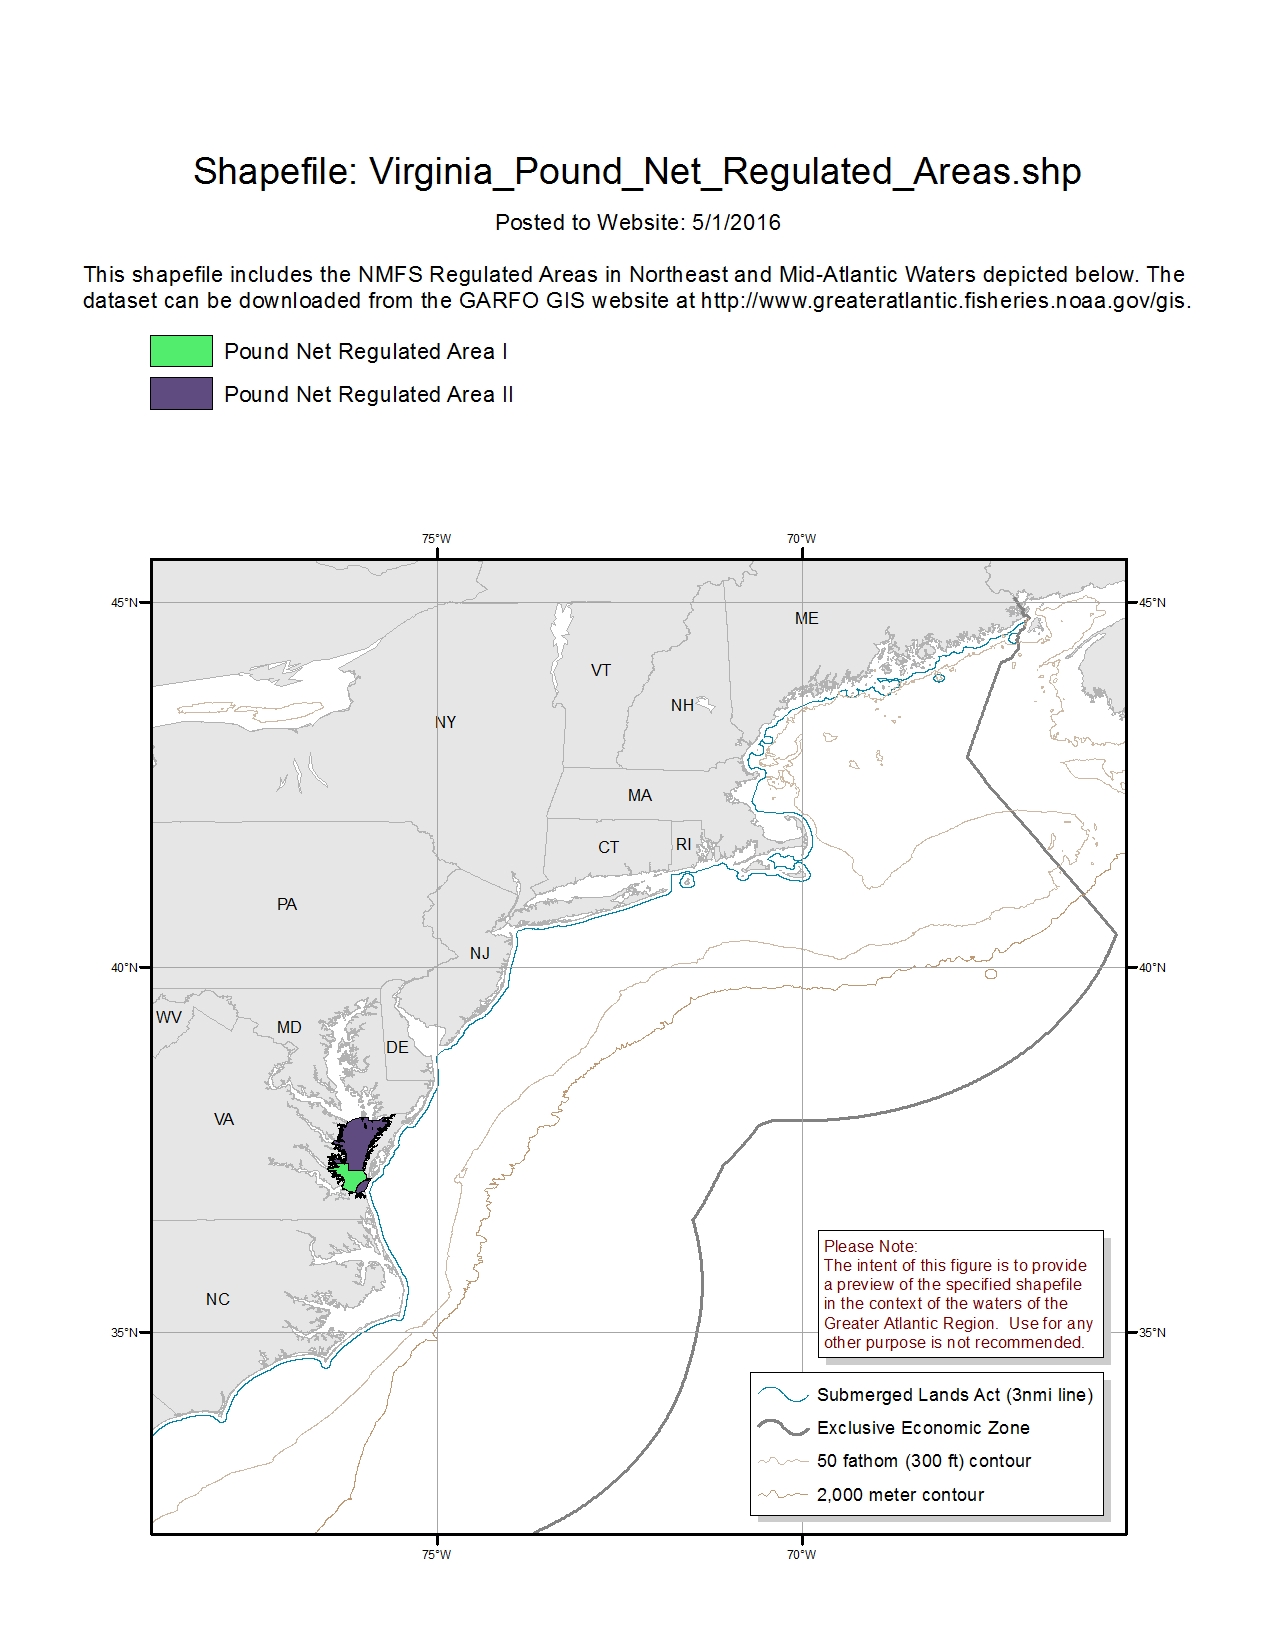 Shapefile: Virginia_Pound_Net_Regulated_Areas.shp
Posted to Website: 5/1/2016
This shapefile includes the NMFS Regulated Areas in Northeast and Mid-Atlantic Waters depicted below. The
dataset can be downloaded from the GARFO GIS website at http://www.greateratlantic.fisheries.noaa.gov/gis.
Pound Net Regulated Area I
Pound Net Regulated Area II
75°W
70°W
45°N
45°N
ME
VT
NH
NY
MA
CT
RI
PA
NJ
40°N
40°N
WV
MD
DE
VA
NC
35°N
35°N
Please Note:
The intent of this figure is to provide
a preview of the specified shapefile
in the context of the waters of the
Greater Atlantic Region. Use for any
other purpose is not recommended.
Submerged Lands Act (3nmi line)
Exclusive Economic Zone
50 fathom (300 ft) contour
2,000 meter contour
75°W
70°W